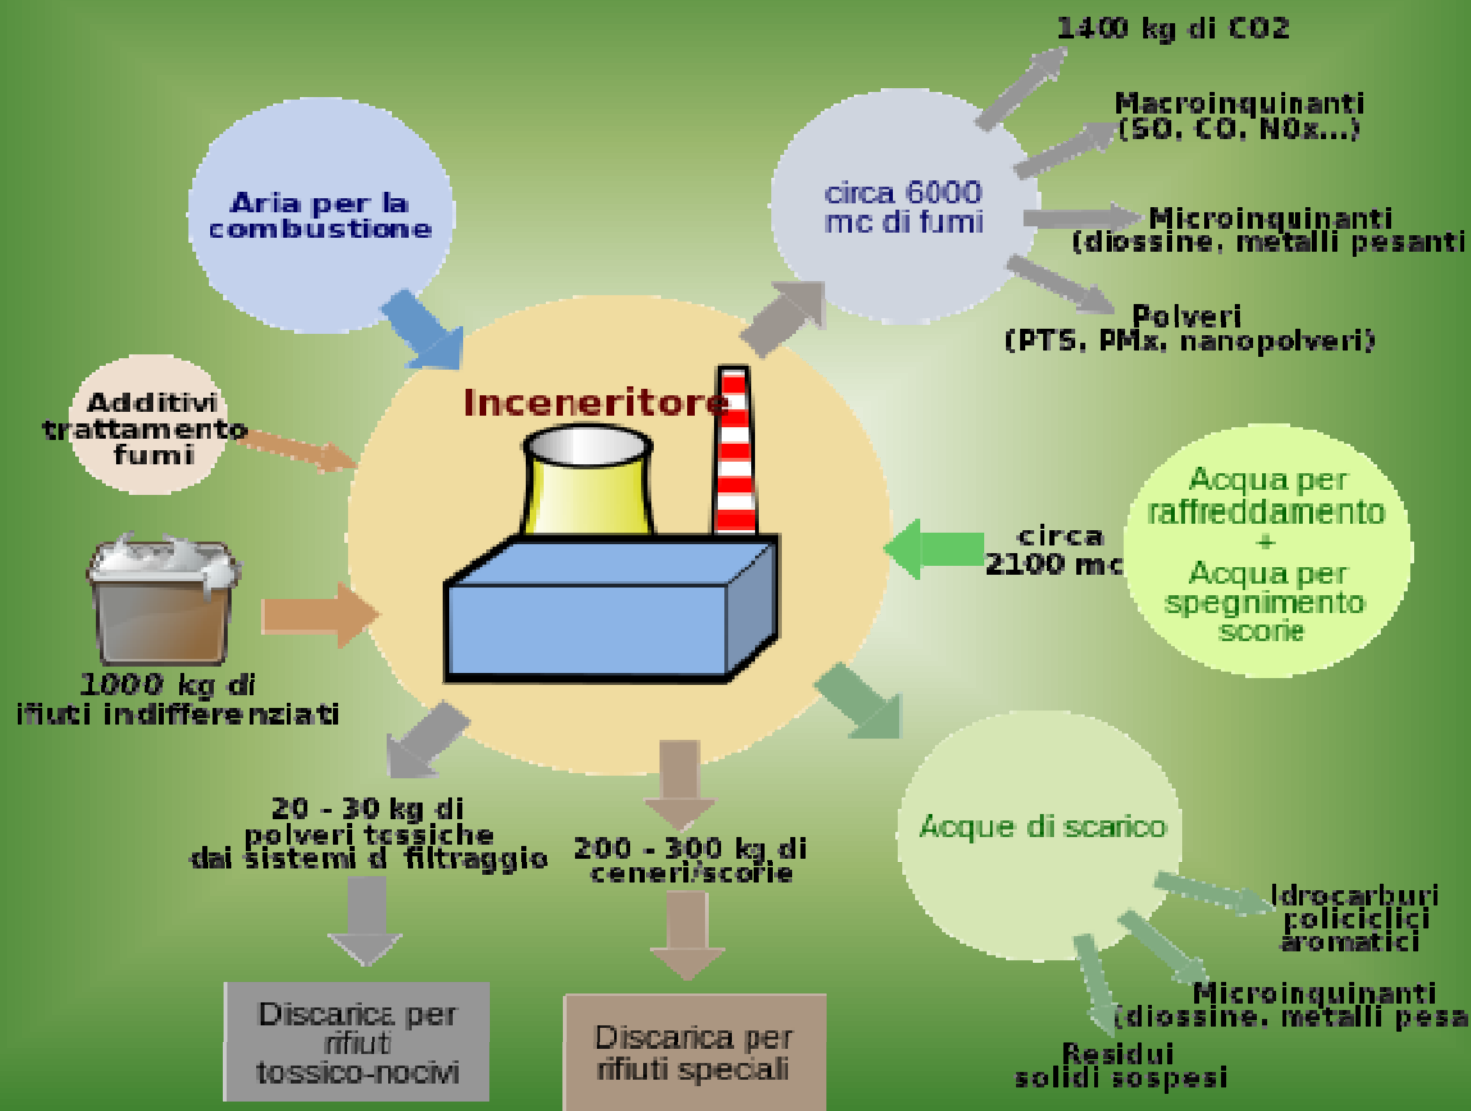 1400 kg di CO2
Macroinquinanti
(SO, CO, NOx...)
Aria per la
combustione
circa 6000
mc di fumi
Microinquinanti
(diossine, metalli pesanti
Polveri
(PTS, PMx, nanopolveri)
Inceneritore
Additivi
trattamento
fumi
Acqua per
raffreddamento
+
Acqua per
spegnimento
scorie
circa
2100 mc
1000 kg di
ifiuti indifferenziati
20 - 30 kg di
polveri tossiche
dai sistemi d filtraggio
200 - 300 kg di
ceneri/scorie
Acque di scarico
Idrocarburi
policiclici
aromatici
Microinquinanti
(diossine, metalli pesa
Residui
solidi sospesi
Discarica per
rifiuti
tossico-nocivi
Discarica per
rifiuti speciali